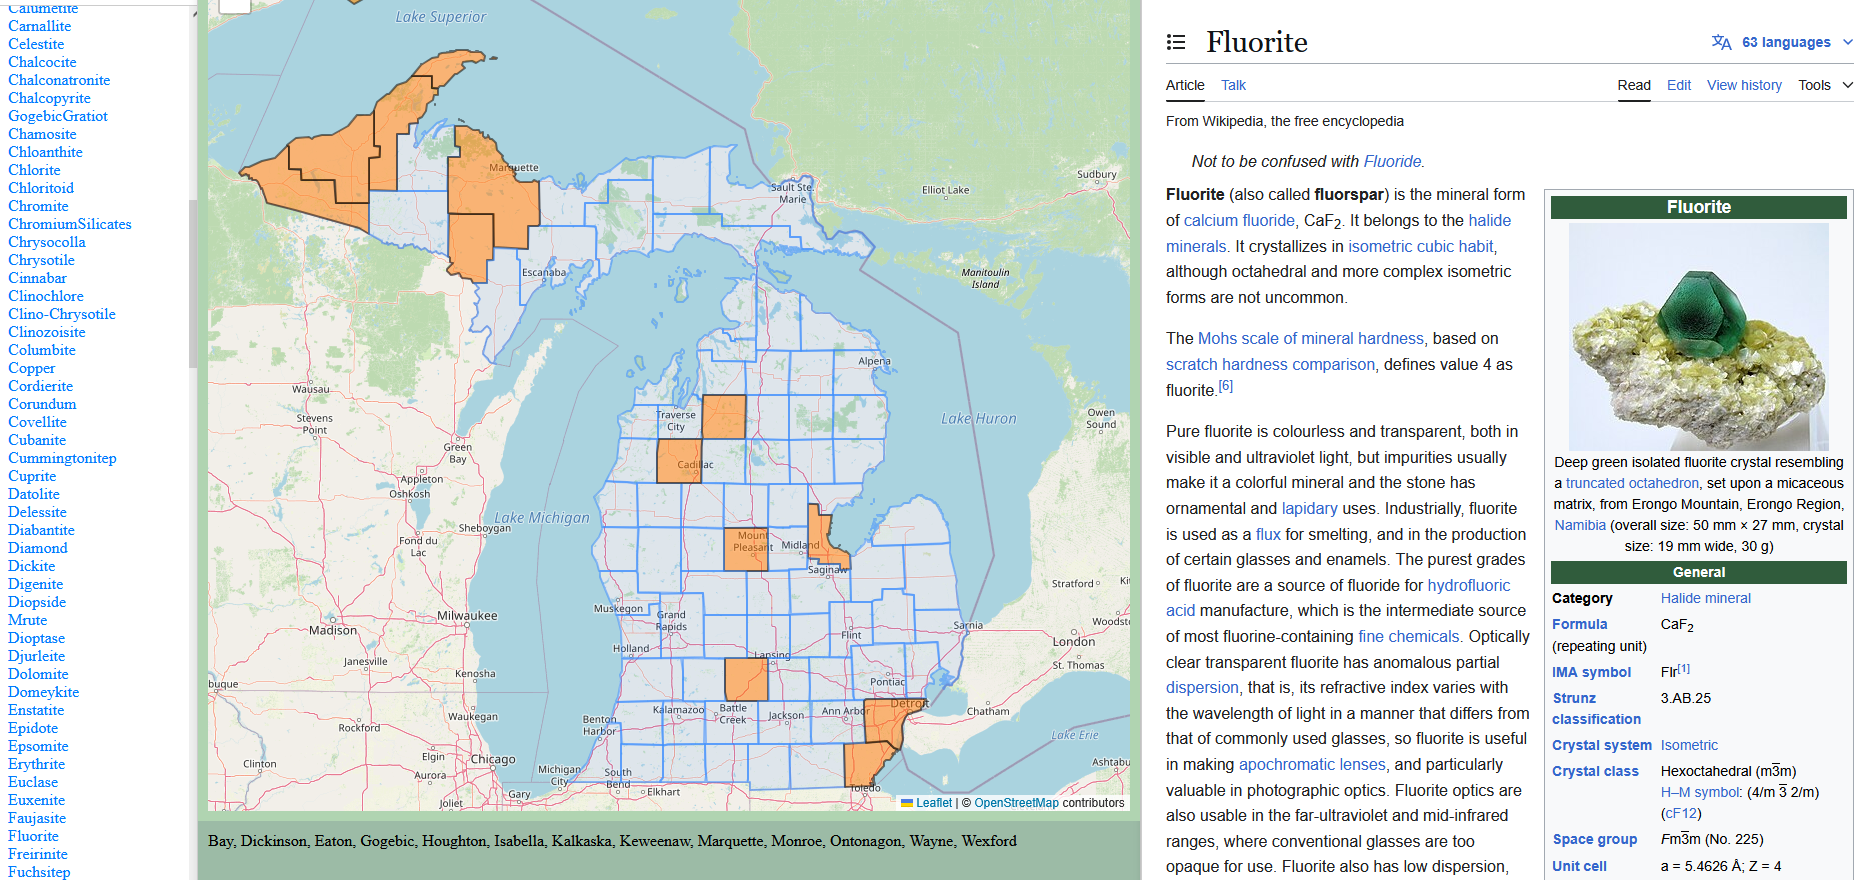 Calumetite
Carnallite
Celestite
Chalcocite
Chalconatronite
Chalcopyrite
GogebicGratiot
Chamosite
Chloanthite
Chlorite
Chloritoid
Chromite
ChromiumSilicates
Chrysocolla
Chrysotile
Cinnabar
Clinochlore
Clino-Chrysotile
Clinozoisite
Columbite
Copper
Cordierite
Corundum
Covellite
Cubanite
Cummingtonitep
Cuprite
Datolite
Delessite
Diabantite
Diamond
Dickite
Digenite
Diopside
Mrute
Dioptase
Djurleite
Dolomite
Domeykite
Enstatite
Epidote
Epsomite
Erythrite
Euclase
Euxenite
Faujasite
Fluorite
Freirinite
Fuchsitep
Lake Superior
Marquette
Sault Ste.
Marie
Elliot Lake
Sudbury
Escanaba
Manitoulin
Island
Wausau
Stevens
Point
Green
Bay
Appleton
Oshkosh
Fond du
Lac
Sheboygan
Lake Michigan
Alpena
Traverse
City
Cadillac
Lake Huron
Owen
Sound
Mount
Pleasant
Midland
Saginaw
Stratford
Kit
Muskegon
Grand
Rapids
Milwaukee
Madison
Flint
Sarnia
Woodsto
London
St. Thomas
Holland
Lansing
Janesville
Kenosha
buque
Pontiac
Detroit
Chatham
Kalamazoo
Battle
Creek
Jackson
Ann Arbor
Waukegan
Rockford
Benton
Harbor
Lake Erie
Clinton
Elgin
Chicago
Aurora
Michigan
City
South
Bend
Elkhart
Gary
Joliet
Toledo
Ashtabu
Leaflet | © OpenStreetMap contributors
Bay, Dickinson, Eaton, Gogebic, Houghton, Isabella, Kalkaska, Keweenaw, Marquette, Monroe, Ontonagon, Wayne, Wexford
Fluorite
63 languages
Article Talk
Read Edit View history Tools
From Wikipedia, the free encyclopedia
Not to be confused with Fluoride.
Fluorite (also called fluorspar) is the mineral form
of calcium fluoride, CaF2. It belongs to the halide
minerals. It crystallizes in isometric cubic habit,
although octahedral and more complex isometric
forms are not uncommon.
The Mohs scale of mineral hardness, based on
scratch hardness comparison, defines value 4 as
fluorite.[6]
Pure fluorite is colourless and transparent, both in
visible and ultraviolet light, but impurities usually
make it a colorful mineral and the stone has
ornamental and lapidary uses. Industrially, fluorite
is used as a flux for smelting, and in the production
of certain glasses and enamels. The purest grades
of fluorite are a source of fluoride for hydrofluoric
acid manufacture, which is the intermediate source
of most fluorine-containing fine chemicals. Optically
clear transparent fluorite has anomalous partial
dispersion, that is, its refractive index varies with
the wavelength of light in a manner that differs from
that of commonly used glasses, so fluorite is useful
in making apochromatic lenses, and particularly
valuable in photographic optics. Fluorite optics are
also usable in the far-ultraviolet and mid-infrared
ranges, where conventional glasses are too
opaque for use. Fluorite also has low dispersion,
Fluorite
Deep green isolated fluorite crystal resembling
a truncated octahedron, set upon a micaceous
matrix, from Erongo Mountain, Erongo Region,
Namibia (overall size: 50 mm × 27 mm, crystal
size: 19 mm wide, 30 g)
General
Category Halide mineral
Formula CaF2
(repeating unit)
IMA symbol Flr[1]
Strunz 3.AB.25
classification
Crystal system Isometric
Crystal class Hexoctahedral (m3̅m)
H–M symbol: (4/m 3̅ 2/m)
(cF12)
Space group Fm3̅m (No. 225)
Unit cell a = 5.4626 Å; Z = 4